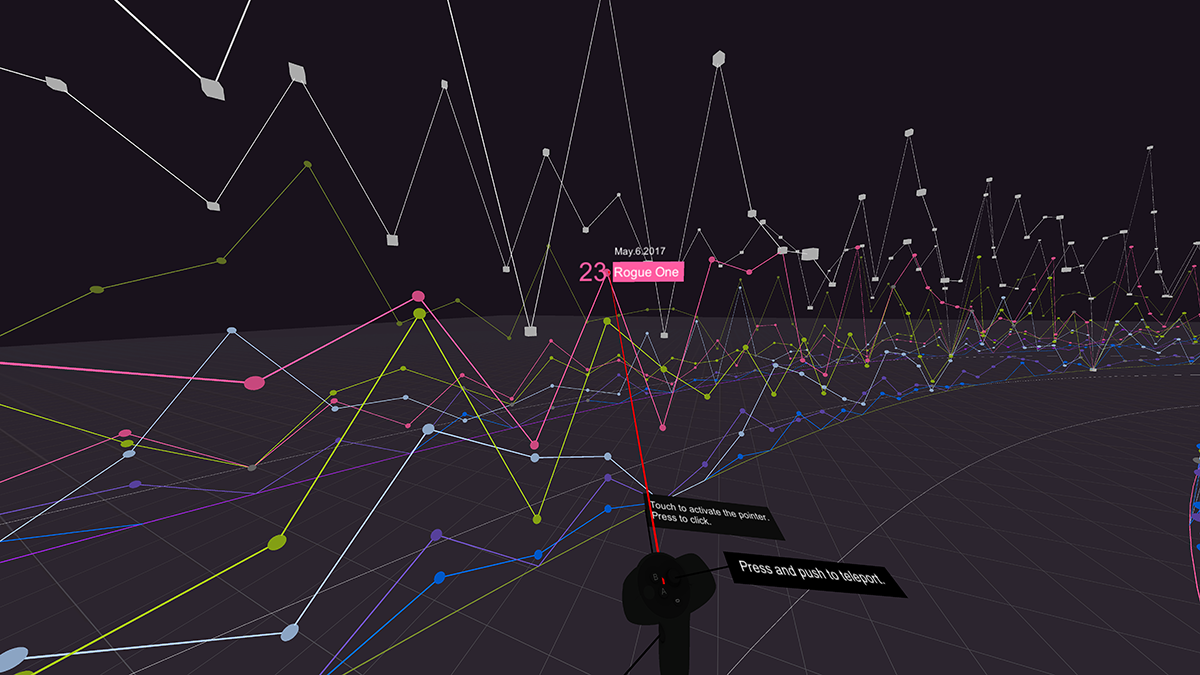 May.6.2017
23 Rogue One
Touch to activate the pointer.
Press to click.
Press and push to teleport.
B
A